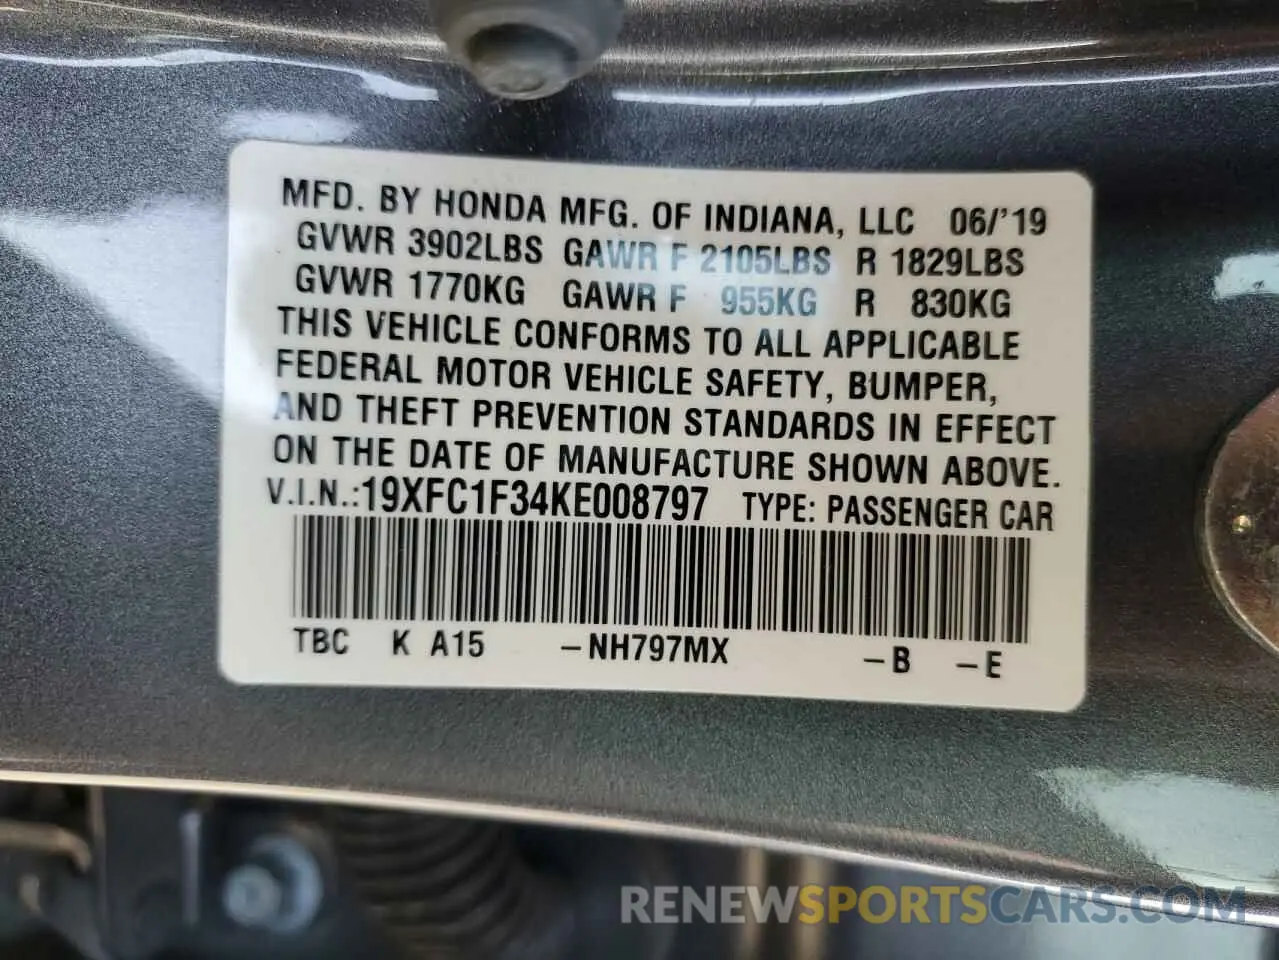 MFD. BY HONDA MFG. OF INDIANA, LLC 06/'19
GVWR 3902LBS GAWR F 2105LBS R 1829LBS
GVWR 1770KG GAWR F 955KG R 830KG
THIS VEHICLE CONFORMS TO ALL APPLICABLE
FEDERAL MOTOR VEHICLE SAFETY, BUMPER,
AND THEFT PREVENTION STANDARDS IN EFFECT
ON THE DATE OF MANUFACTURE SHOWN ABOVE.
V.I.N.:19XFC1F34KE008797 TYPE: PASSENGER CAR
TBC K A15 –NH797MX –B –E
RENEWSPORTSCARS.COM